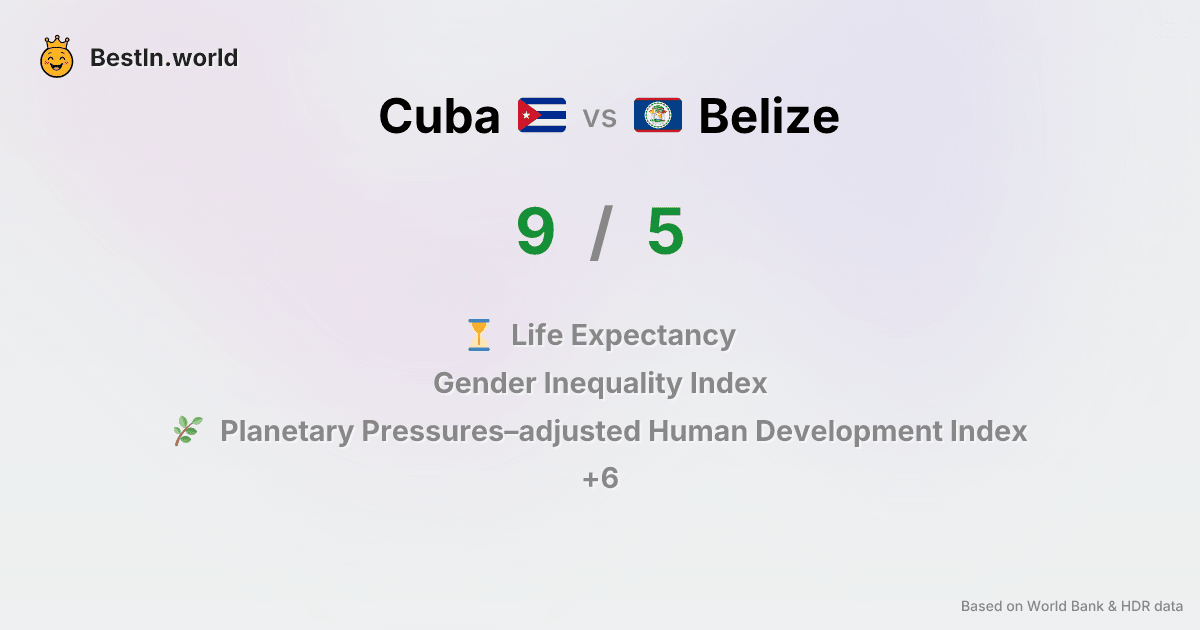 BestIn.world
Cuba vs Belize
9 / 5
Life Expectancy
Gender Inequality Index
Planetary Pressures–adjusted Human Development Index
+6
Based on World Bank & HDR data